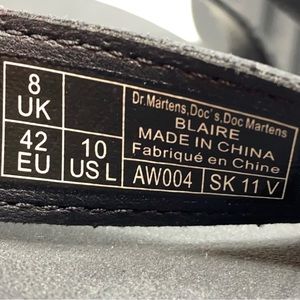 8
UK
42
EU
10
US L
Dr.Martens,Doc's,Doc Martens
BLAIRE
MADE IN CHINA
Fabriqué en Chine
AW004
SK 11 V